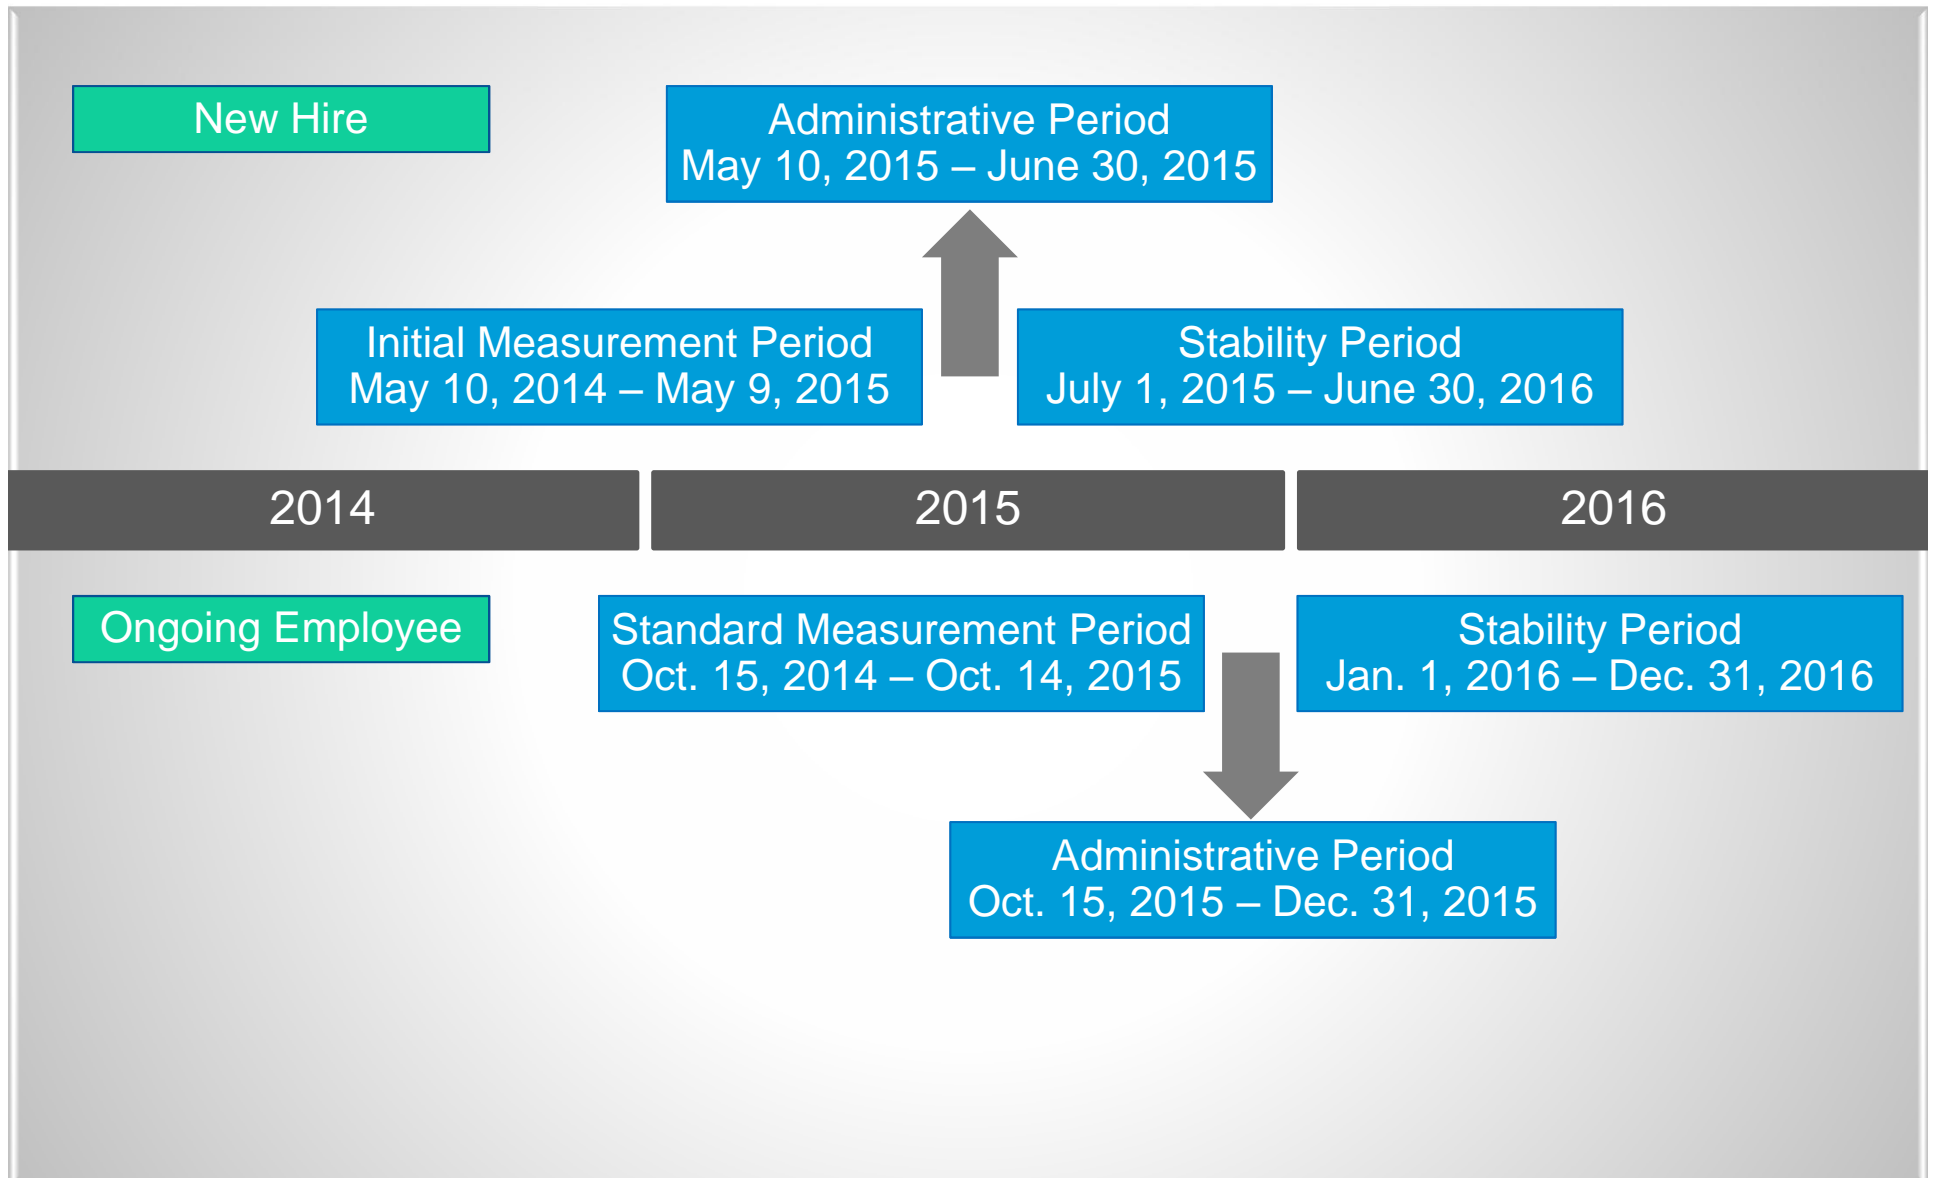 New Hire
Administrative Period
May 10, 2015 – June 30, 2015
Initial Measurement Period
May 10, 2014 – May 9, 2015
Stability Period
July 1, 2015 – June 30, 2016
2014
2015
2016
Ongoing Employee
Standard Measurement Period
Oct. 15, 2014 – Oct. 14, 2015
Stability Period
Jan. 1, 2016 – Dec. 31, 2016
Administrative Period
Oct. 15, 2015 – Dec. 31, 2015